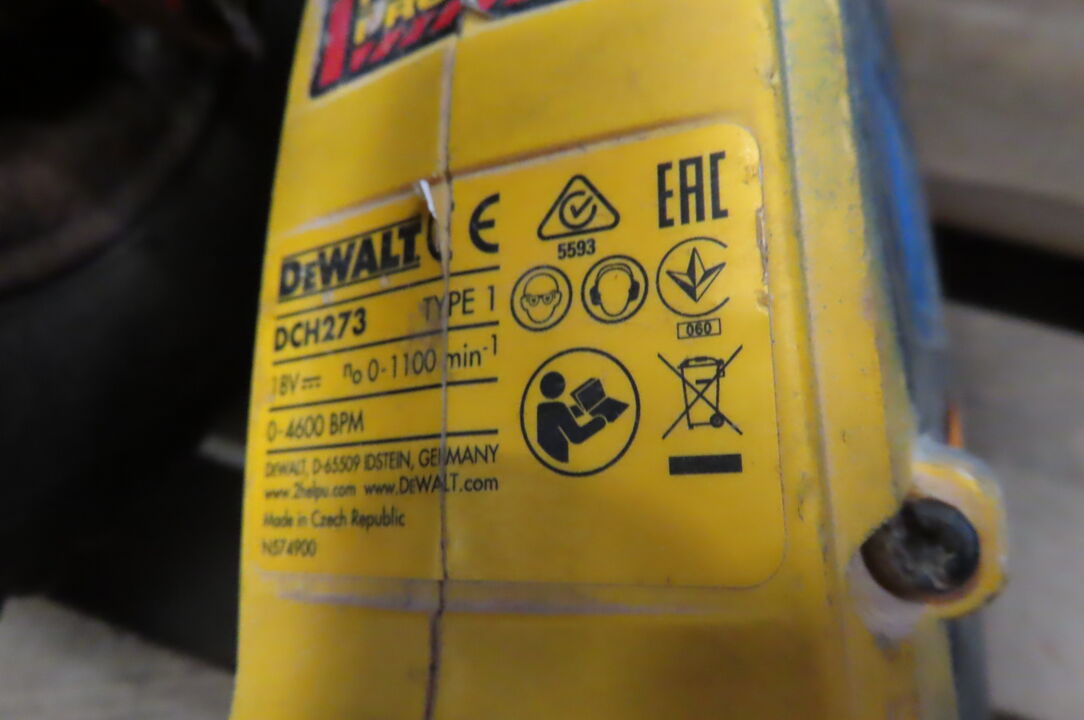 DEWALT CE
DCH273 TYPE 1
18V n0 0-1100 min-1
0-4600 BPM
DEWALT, D-65509 IDSTEIN, GERMANY
www.2helpu.com www.DEWALT.com
Made in Czech Republic
N574900
5593
EAC
060